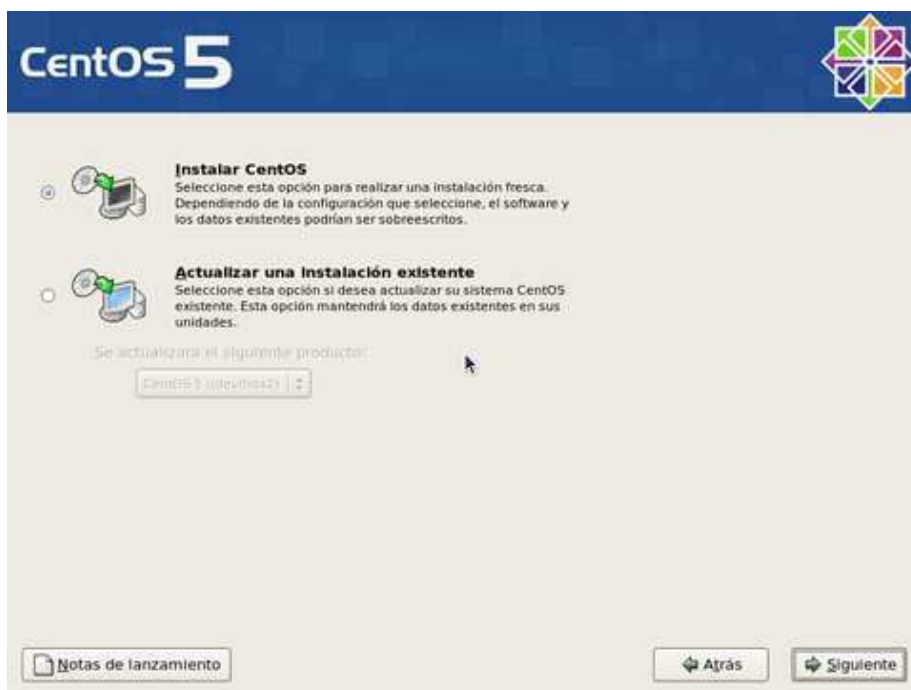 CentOS 5
Instalar CentOS
Seleccione esta opción para realizar una instalación fresca.
Dependiendo de la configuración que seleccione, el software y
los datos existentes podrían ser sobreescritos.
Actualizar una instalación existente
Seleccione esta opción si desea actualizar su sistema CentOS
existente. Esta opción mantendrá los datos existentes en sus
unidades.
Se actualizará el siguiente producto:
CentOS 5
Notas de lanzamiento
Atrás
Siguiente